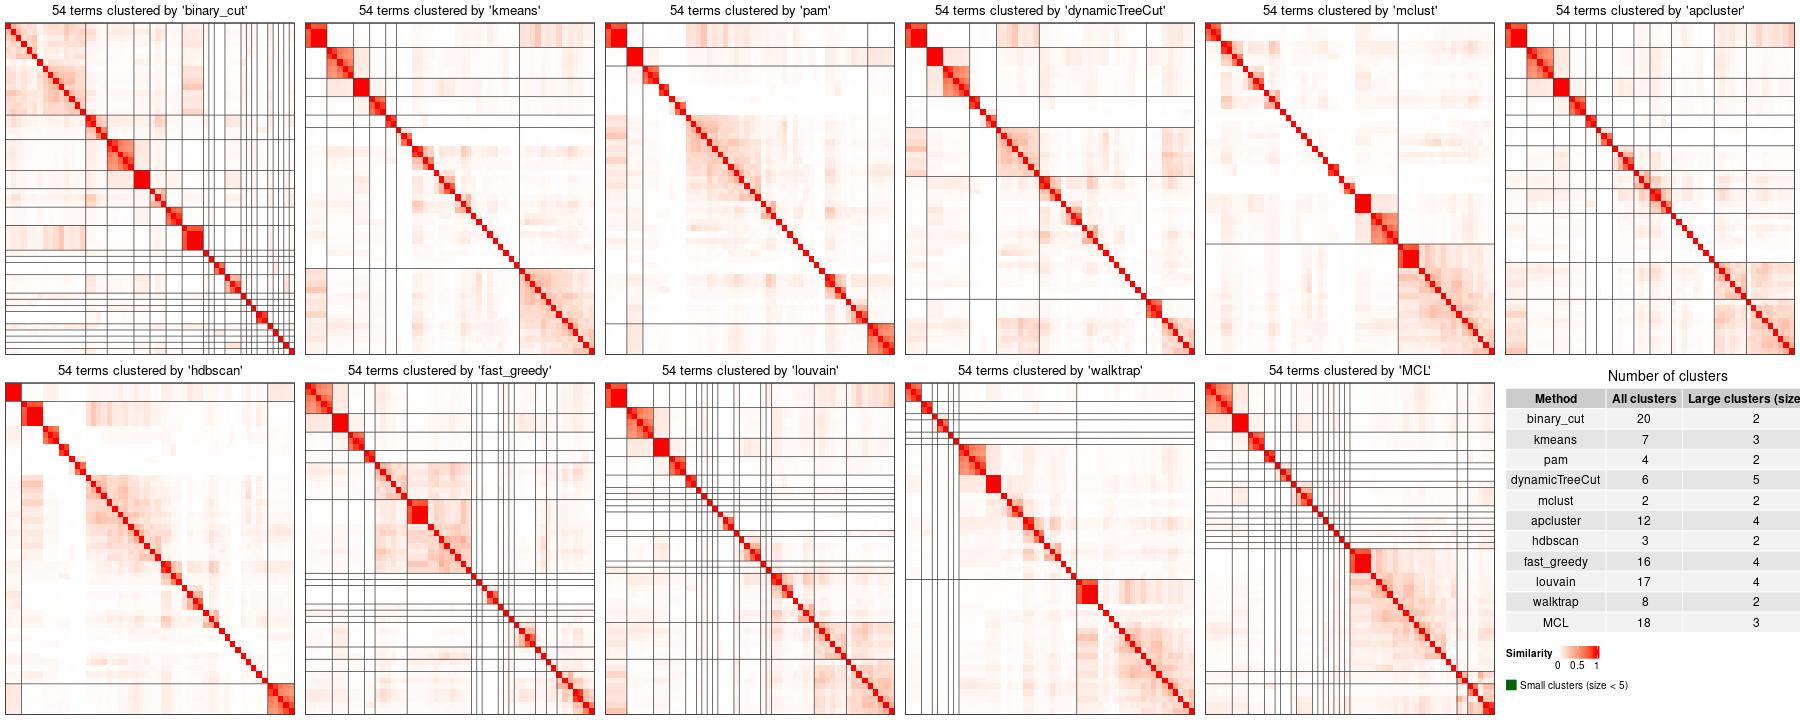 54 terms clustered by 'binary_cut'
54 terms clustered by 'kmeans'
54 terms clustered by 'pam'
54 terms clustered by 'dynamicTreeCut'
54 terms clustered by 'mclust'
54 terms clustered by 'apcluster'
54 terms clustered by 'hdbscan'
54 terms clustered by 'fast_greedy'
54 terms clustered by 'louvain'
54 terms clustered by 'walktrap'
54 terms clustered by 'MCL'
Number of clusters
Method All clusters Large clusters (size
binary_cut 20 2
kmeans 7 3
pam 4 2
dynamicTreeCut 6 5
mclust 2 2
apcluster 12 4
hdbscan 3 2
fast_greedy 16 4
louvain 17 4
walktrap 8 2
MCL 18 3
Similarity
0 0.5 1
Small clusters (size < 5)